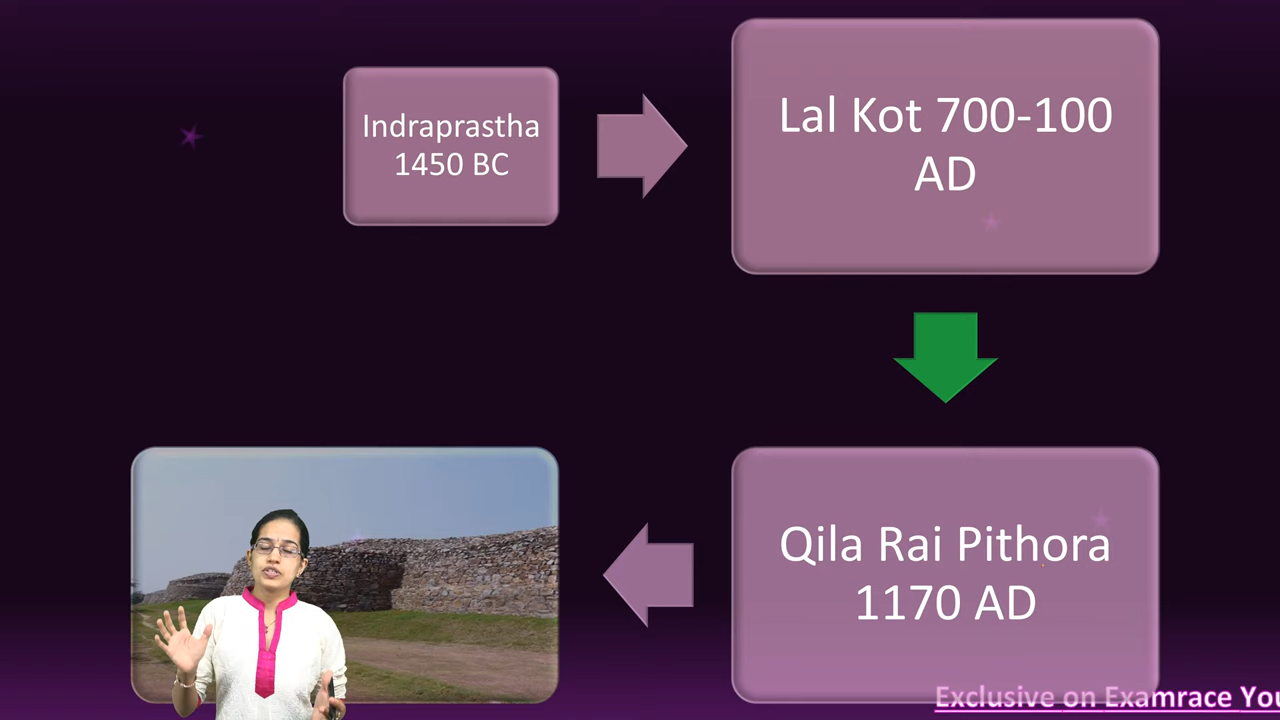 Indraprastha
1450 BC
Lal Kot 700-100
AD
Qila Rai Pithora
1170 AD
Exclusive on Examrace You